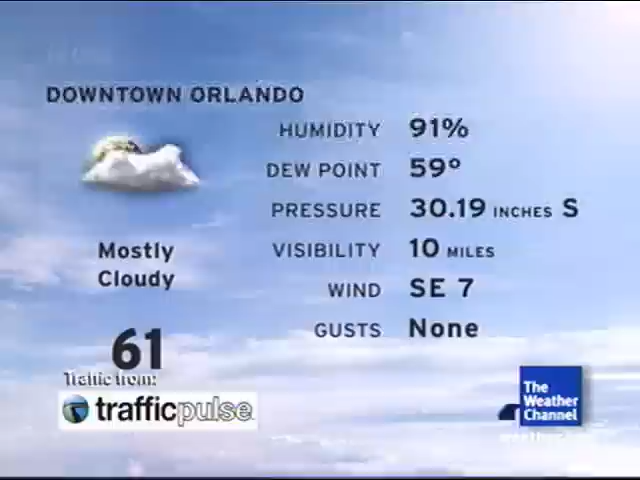 DOWNTOWN ORLANDO
HUMIDITY 91%
DEW POINT 59°
PRESSURE 30.19 INCHES S
VISIBILITY 10 MILES
WIND SE 7
GUSTS None
Mostly
Cloudy
61
Traffic from:
trafficpulse
The
Weather
Channel